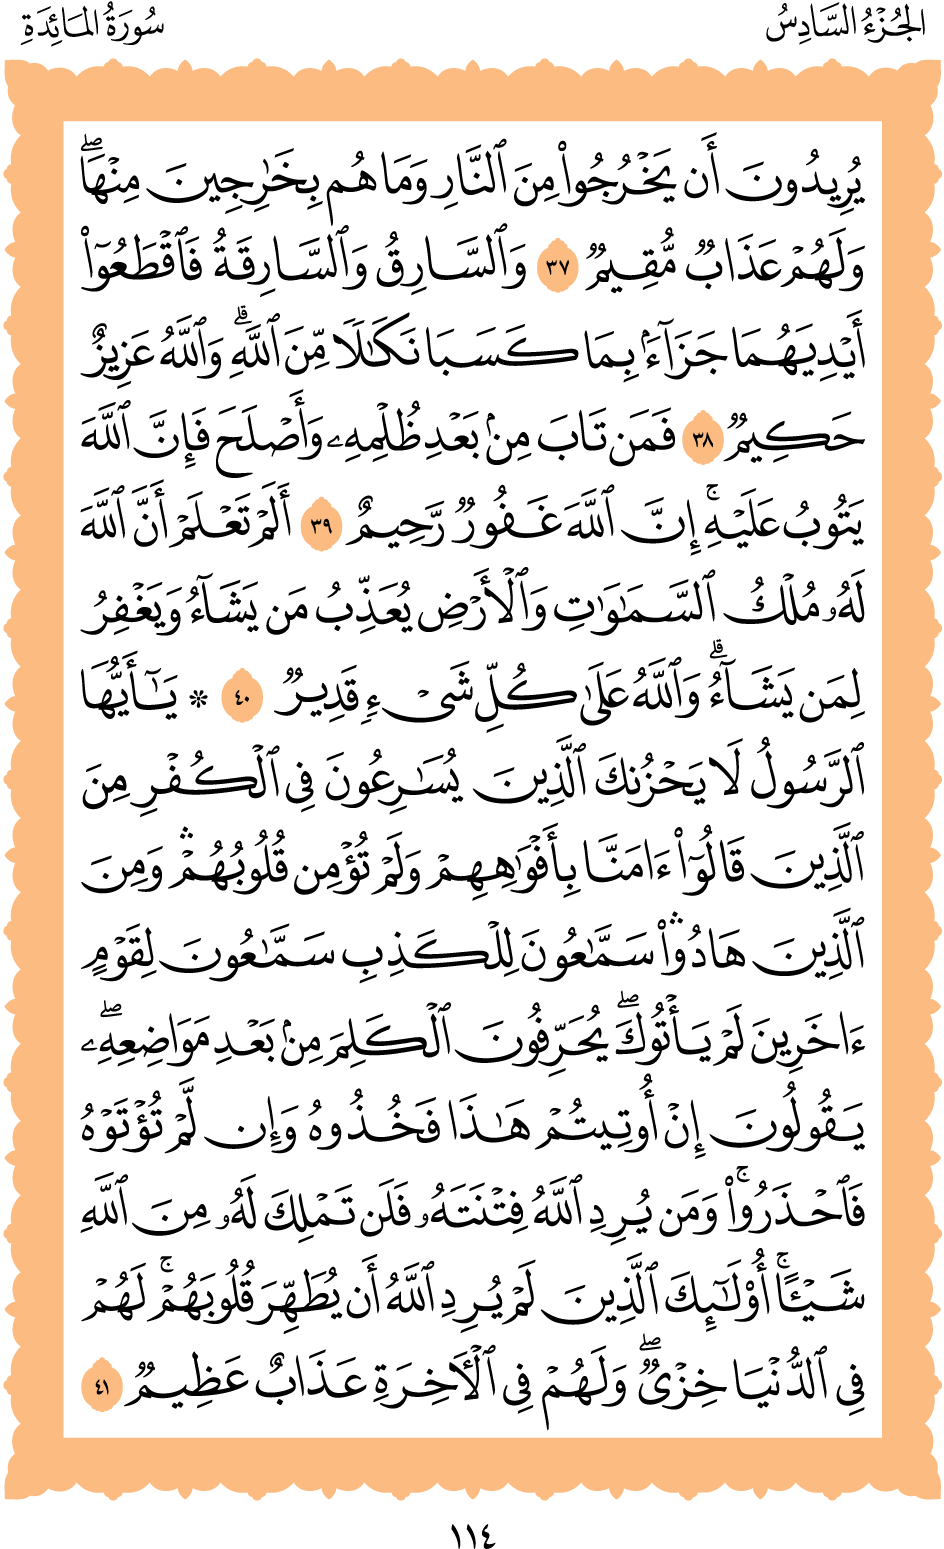 الجُزْءُ السَّادِسُ
سُورَةُ المَائِدَةِ
يُرِيدُونَ أَن يَخْرُجُوا۟ مِنَ ٱلنَّارِ وَمَا هُم بِخَـٰرِجِينَ مِنْهَا ۖ
وَلَهُمْ عَذَابٌ مُّقِيمٌ ٣٧ وَٱلسَّارِقُ وَٱلسَّارِقَةُ فَٱقْطَعُوٓا۟
أَيْدِيَهُمَا جَزَآءًۢ بِمَا كَسَبَا نَكَـٰلًا مِّنَ ٱللَّهِ ۗ وَٱللَّهُ عَزِيزٌ
حَكِيمٌ ٣٨ فَمَن تَابَ مِنۢ بَعْدِ ظُلْمِهِۦ وَأَصْلَحَ فَإِنَّ ٱللَّهَ
يَتُوبُ عَلَيْهِ ۚ إِنَّ ٱللَّهَ غَفُورٌ رَّحِيمٌ ٣٩ أَلَمْ تَعْلَمْ أَنَّ ٱللَّهَ
لَهُۥ مُلْكُ ٱلسَّمَـٰوَٰتِ وَٱلْأَرْضِ يُعَذِّبُ مَن يَشَآءُ وَيَغْفِرُ
لِمَن يَشَآءُ ۗ وَٱللَّهُ عَلَىٰ كُلِّ شَىْءٍ قَدِيرٌ ٤٠ * يَـٰٓأَيُّهَا
ٱلرَّسُولُ لَا يَحْزُنكَ ٱلَّذِينَ يُسَـٰرِعُونَ فِى ٱلْكُفْرِ مِنَ
ٱلَّذِينَ قَالُوٓا۟ ءَامَنَّا بِأَفْوَٰهِهِمْ وَلَمْ تُؤْمِن قُلُوبُهُمْ ۛ وَمِنَ
ٱلَّذِينَ هَادُوا۟ ۛ سَمَّـٰعُونَ لِلْكَذِبِ سَمَّـٰعُونَ لِقَوْمٍ
ءَاخَرِينَ لَمْ يَأْتُوكَ ۖ يُحَرِّفُونَ ٱلْكَلِمَ مِنۢ بَعْدِ مَوَاضِعِهِۦ ۖ
يَقُولُونَ إِنْ أُوتِيتُمْ هَـٰذَا فَخُذُوهُ وَإِن لَّمْ تُؤْتَوْهُ
فَٱحْذَرُوا۟ ۚ وَمَن يُرِدِ ٱللَّهُ فِتْنَتَهُۥ فَلَن تَمْلِكَ لَهُۥ مِنَ ٱللَّهِ
شَيْـًٔا ۚ أُو۟لَـٰٓئِكَ ٱلَّذِينَ لَمْ يُرِدِ ٱللَّهُ أَن يُطَهِّرَ قُلُوبَهُمْ ۚ لَهُمْ
فِى ٱلدُّنْيَا خِزْىٌ ۖ وَلَهُمْ فِى ٱلْـَٔاخِرَةِ عَذَابٌ عَظِيمٌ ٤١
١١٤